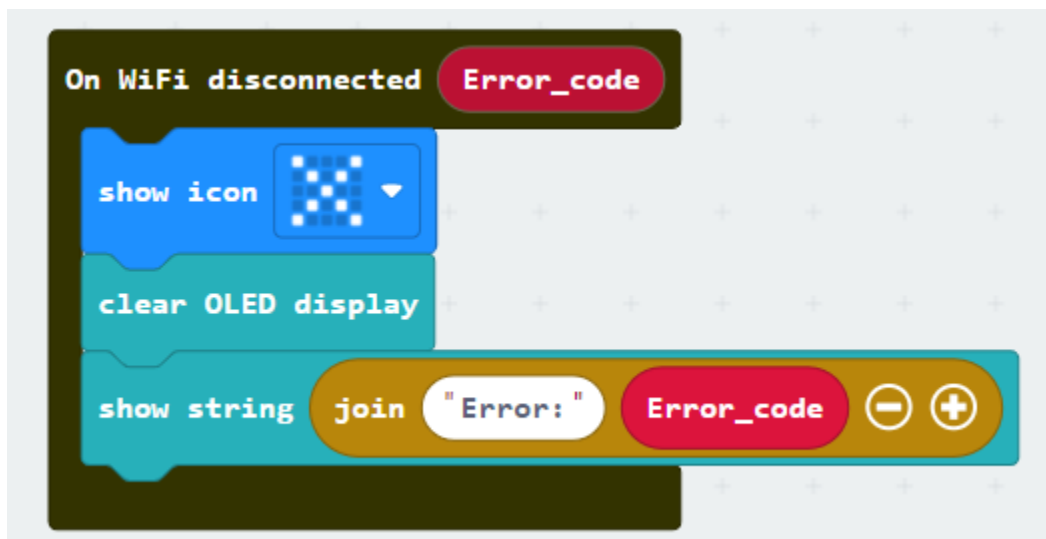 On WiFi disconnected Error_code
show icon
clear OLED display
show string join "Error:" Error_code